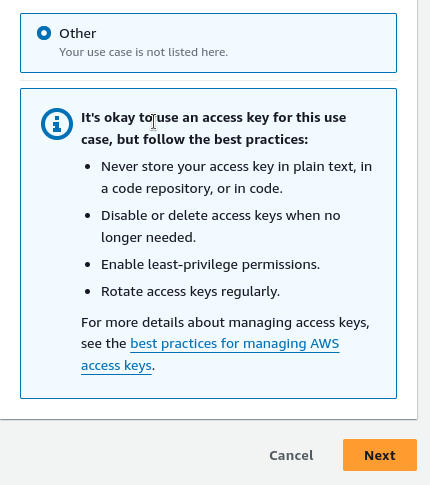 Other
Your use case is not listed here.
It's okay to use an access key for this use
case, but follow the best practices:
• Never store your access key in plain text, in
a code repository, or in code.
• Disable or delete access keys when no
longer needed.
• Enable least-privilege permissions.
• Rotate access keys regularly.
For more details about managing access keys,
see the best practices for managing AWS
access keys.
Cancel Next